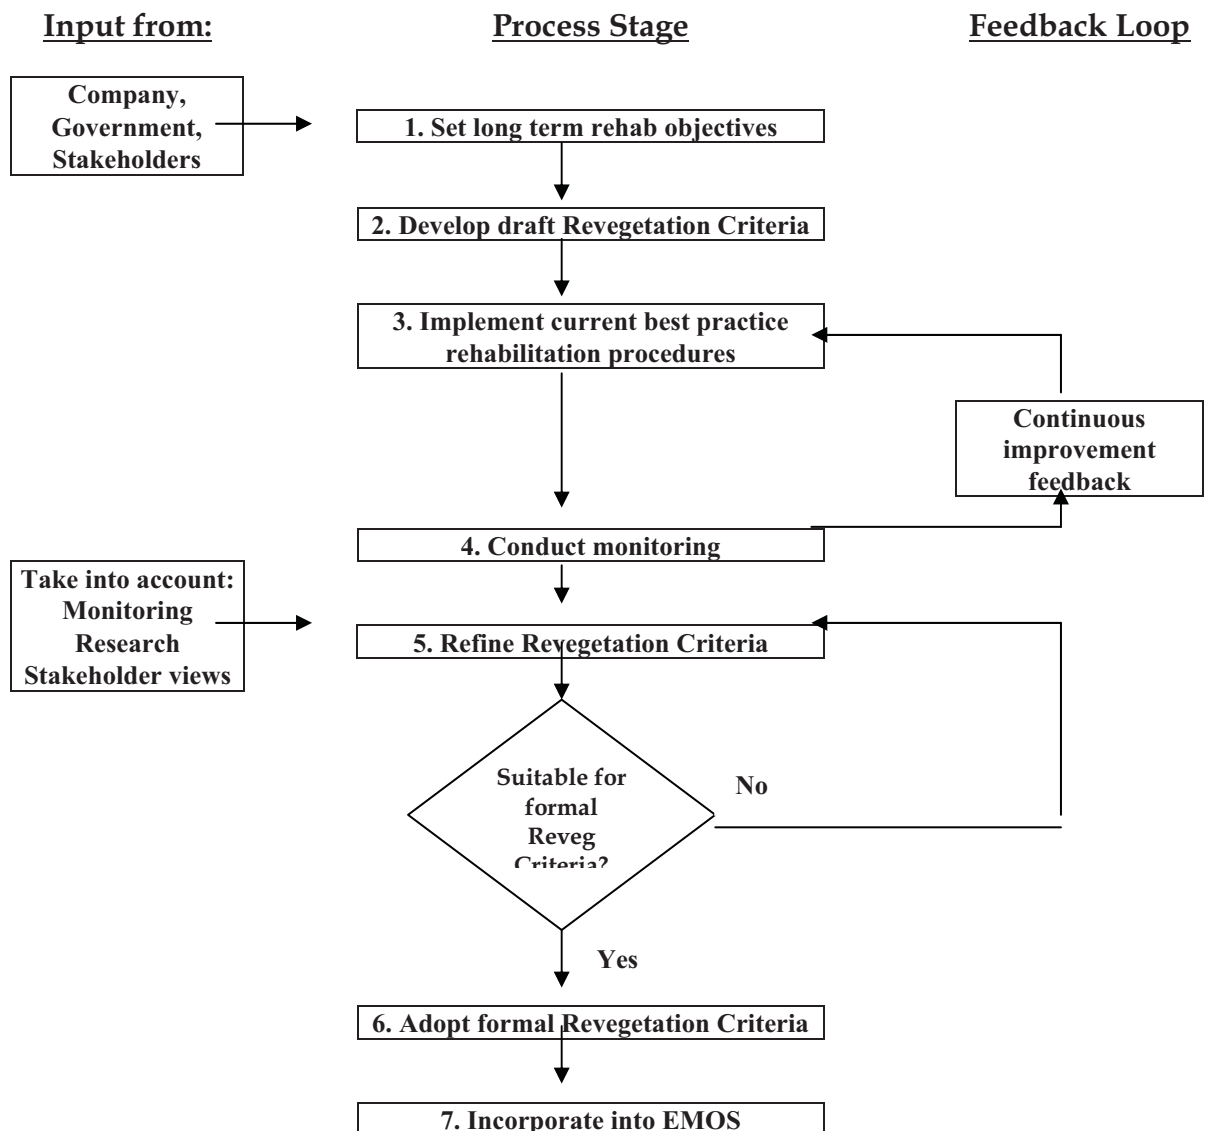 Input from:
Process Stage
Feedback Loop
Company,
Government,
Stakeholders
1. Set long term rehab objectives
2. Develop draft Revegetation Criteria
3. Implement current best practice
rehabilitation procedures
Continuous
improvement
feedback
4. Conduct monitoring
Take into account:
Monitoring
Research
Stakeholder views
5. Refine Revegetation Criteria
Suitable for
formal
Reveg
Criteria?
No
Yes
6. Adopt formal Revegetation Criteria
7. Incorporate into EMOS